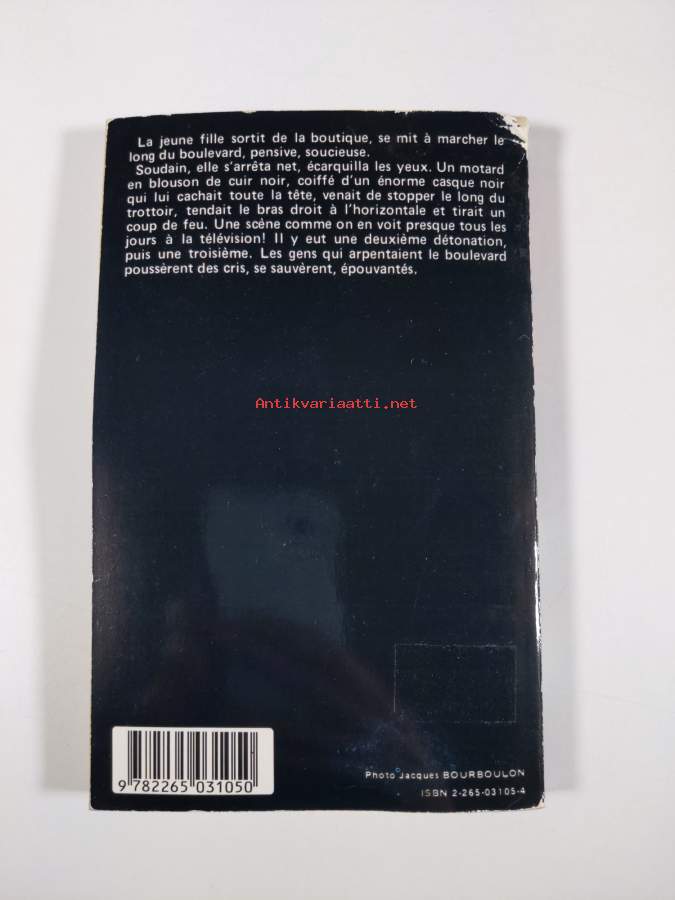 La jeune fille sortit de la boutique, se mit à marcher le
long du boulevard, pensive, soucieuse.
Soudain, elle s'arrêta net, écarquilla les yeux. Un motard
en blouson de cuir noir, coiffé d'un énorme casque noir
qui lui cachait toute la tête, venait de stopper le long du
trottoir, tendait le bras droit à l'horizontale et tirait un
coup de feu. Une scène comme on en voit presque tous les
jours à la télévision! Il y eut une deuxième détonation,
puis une troisième. Les gens qui arpentaient le boulevard
poussèrent des cris, se sauvèrent, épouvantés.
Antikvariaatti.net
9 782265 031050
Photo Jacques BOURBOULON
ISBN 2-265-03105-4